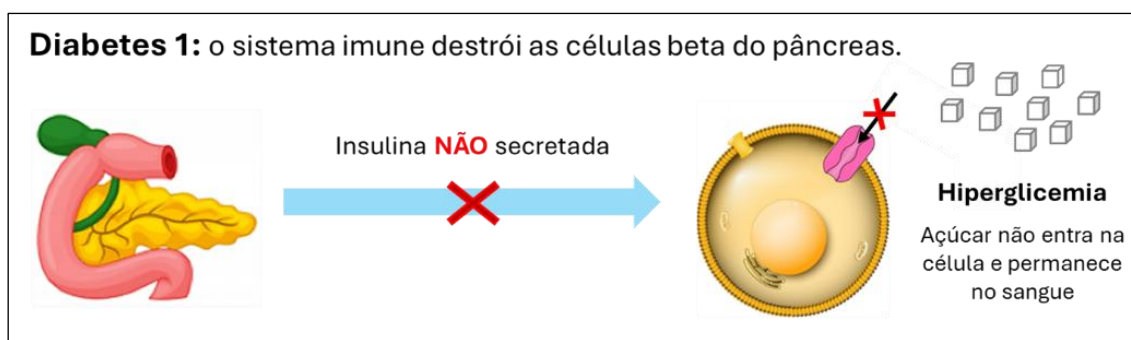 Diabetes 1: o sistema imune destrói as células beta do pâncreas.
Insulina NÃO secretada
Hiperglicemia
Açúcar não entra na
célula e permanece
no sangue